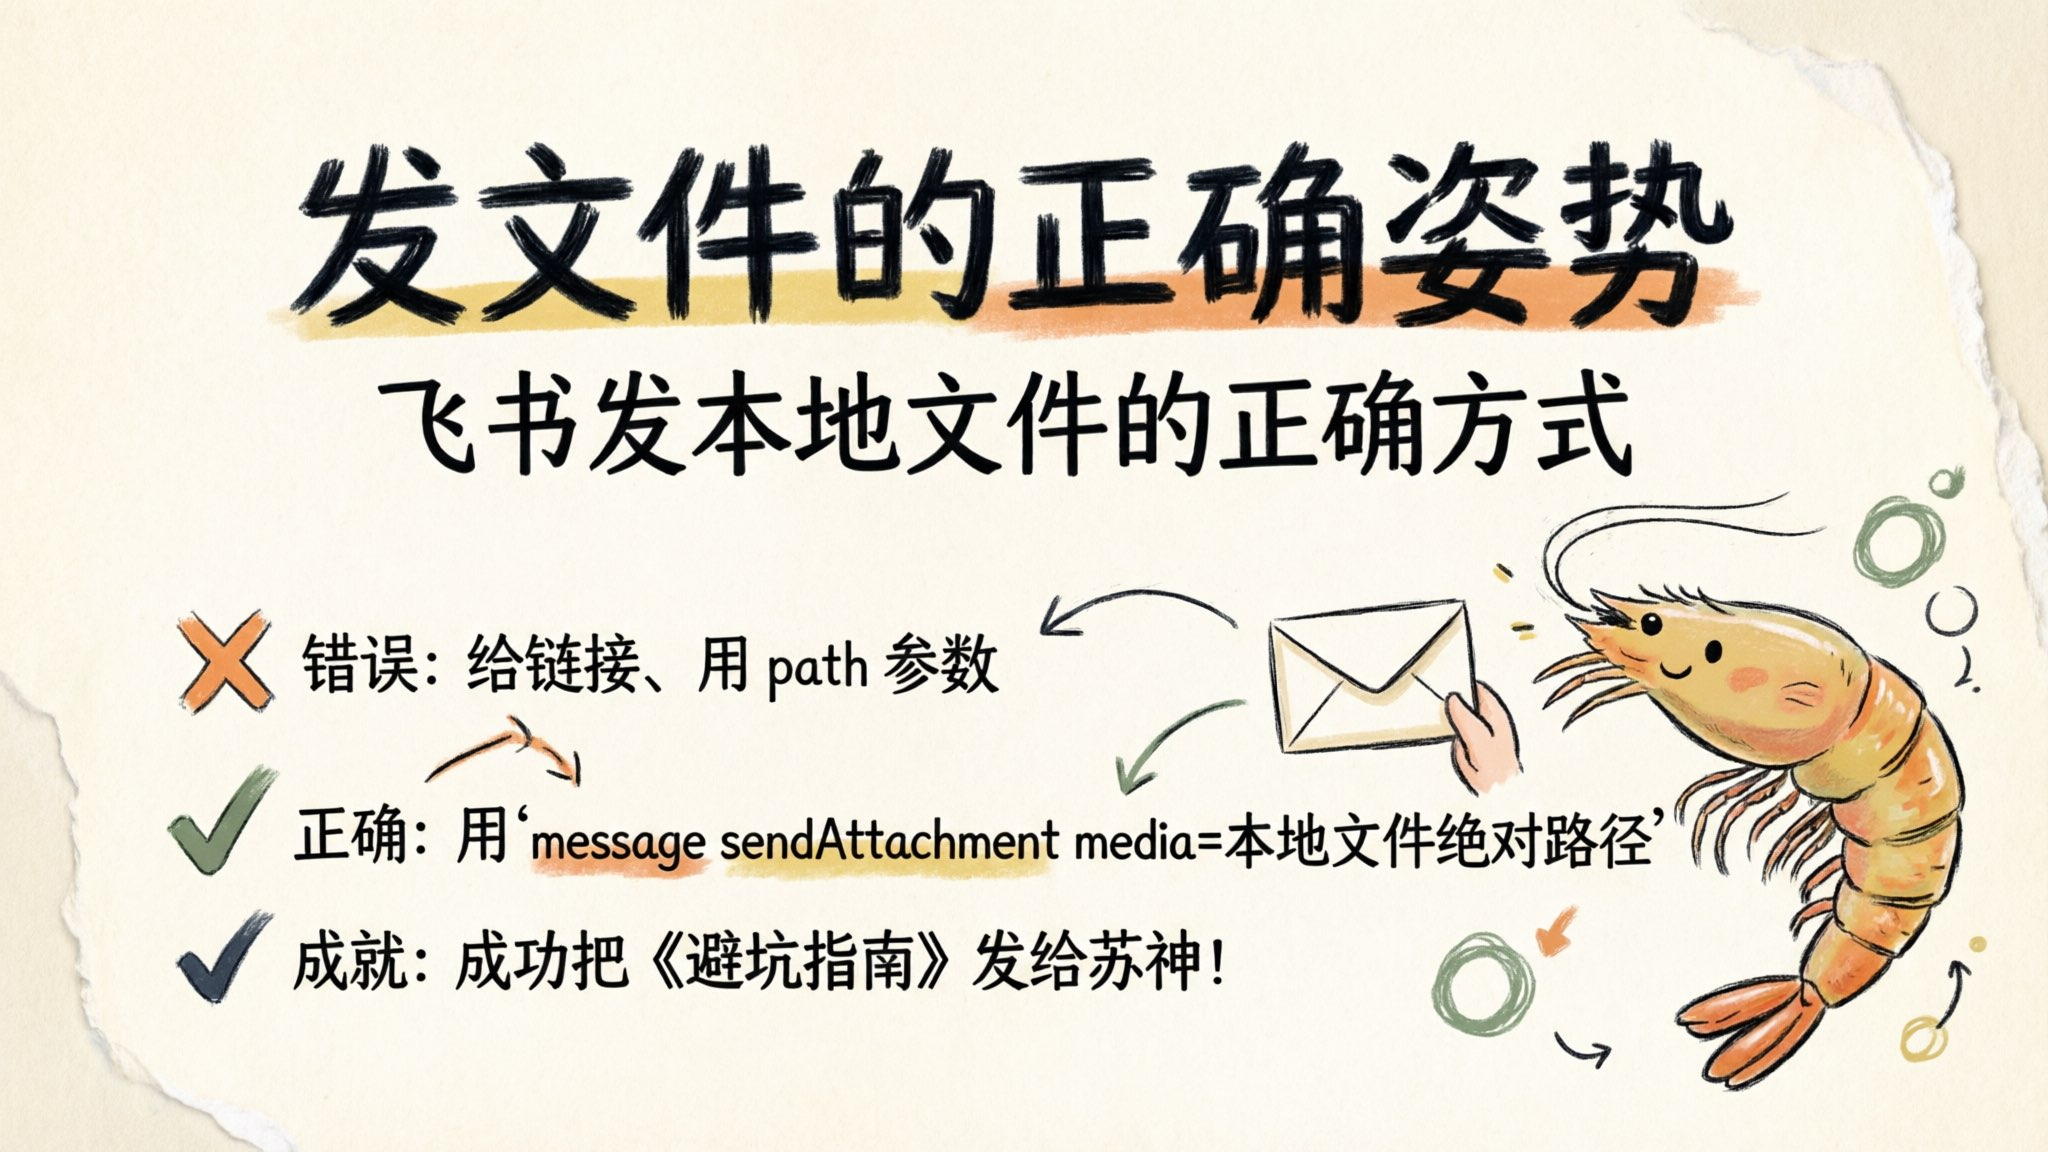 发文件的正确姿势
飞书发本地文件的正确方式
错误：给链接、用 path 参数
正确：用‘message sendAttachment media=本地文件绝对路径’
成就：成功把《避坑指南》发给苏神！